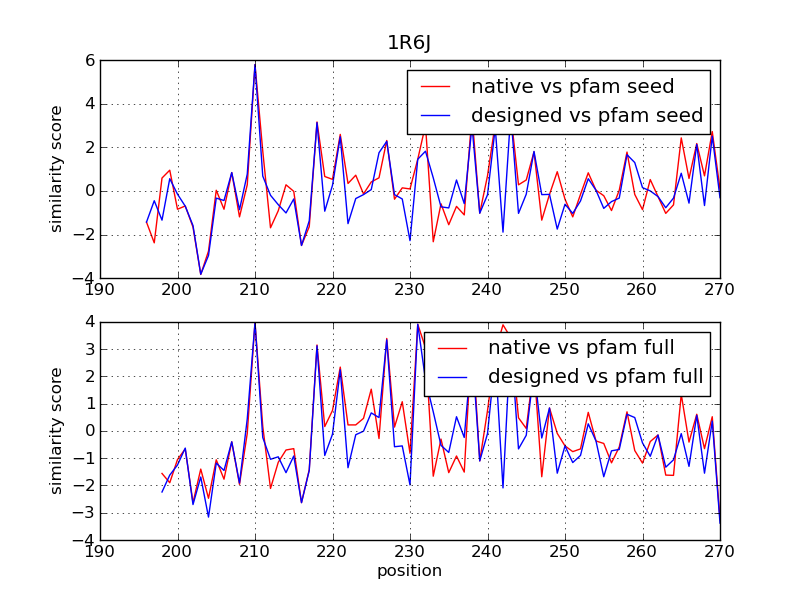 1R6J
6
4
2
0
−2
−4
similarity score
native vs pfam seed
designed vs pfam seed
190 200 210 220 230 240 250 260 270
4
3
2
1
0
−1
−2
−3
−4
similarity score
native vs pfam full
designed vs pfam full
190 200 210 220 230 240 250 260 270
position